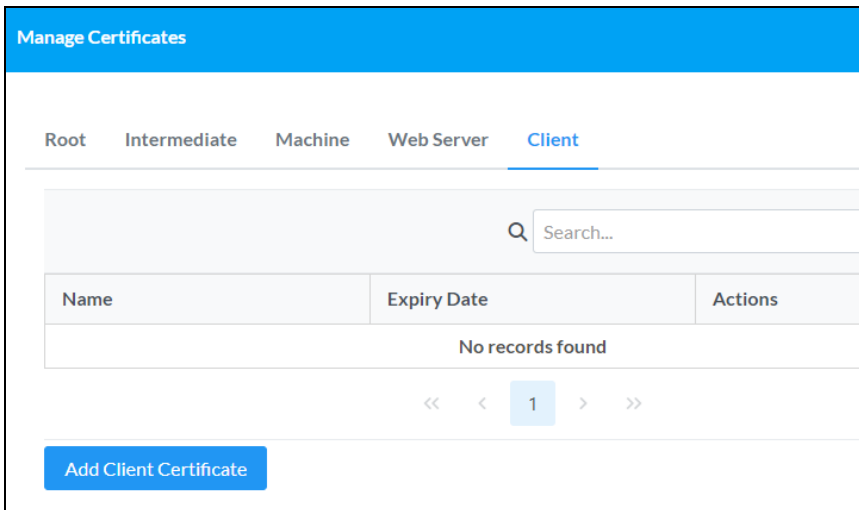 Manage Certificates
Root Intermediate Machine Web Server Client
Search...
Name Expiry Date Actions
No records found
<< < 1 > >>
Add Client Certificate